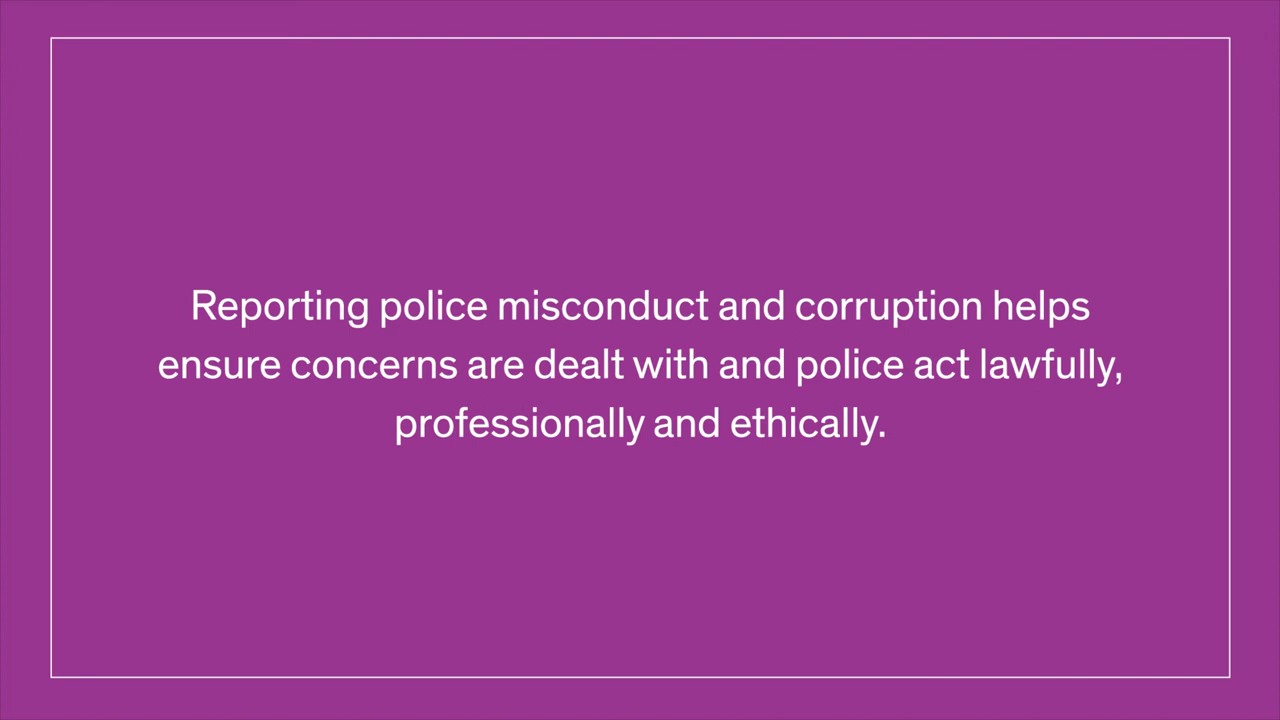 Reporting police misconduct and corruption helps
ensure concerns are dealt with and police act lawfully,
professionally and ethically.